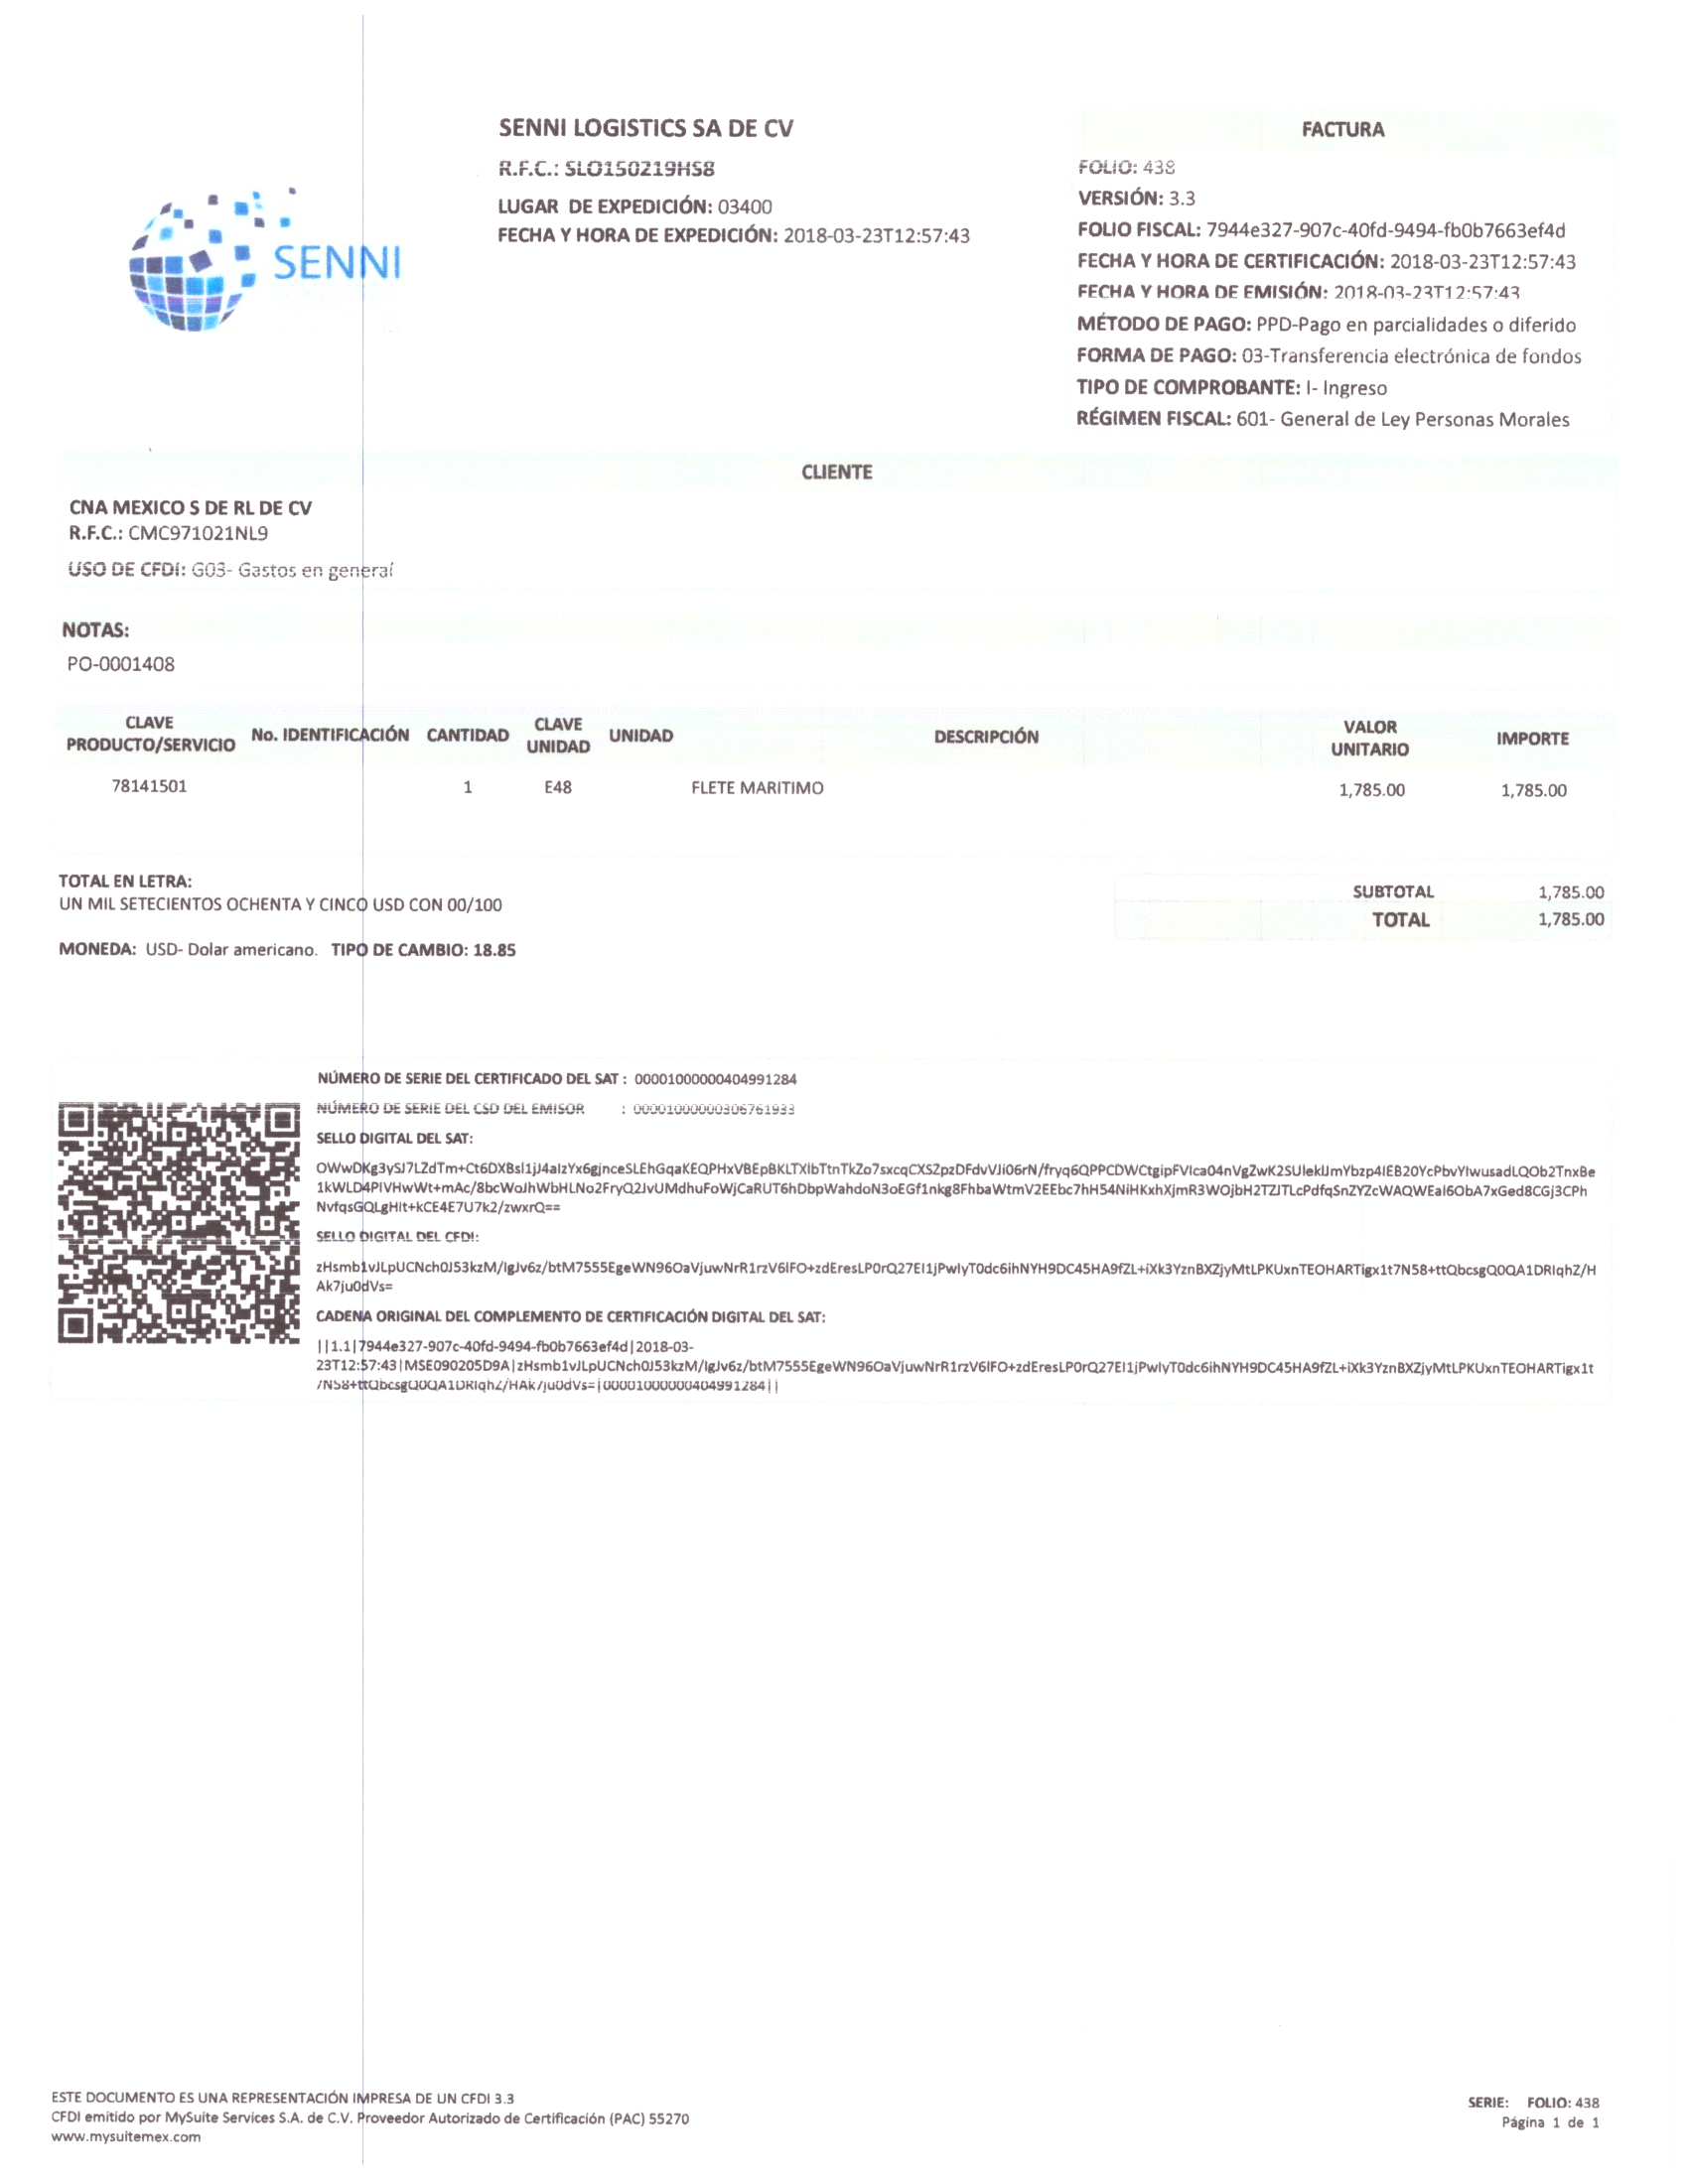 SENNI
SENNI LOGISTICS SA DE CV
R.F.C.: SLO150219HS8
LUGAR DE EXPEDICIÓN: 03400
FECHA Y HORA DE EXPEDICIÓN: 2018-03-23T12:57:43
FACTURA
FOLIO: 438
VERSIÓN: 3.3
FOLIO FISCAL: 7944e327-907c-40fd-9494-fb0b7663ef4d
FECHA Y HORA DE CERTIFICACIÓN: 2018-03-23T12:57:43
FECHA Y HORA DE EMISIÓN: 2018-03-23T12:57:43
MÉTODO DE PAGO: PPD-Pago en parcialidades o diferido
FORMA DE PAGO: 03-Transferencia electrónica de fondos
TIPO DE COMPROBANTE: I- Ingreso
RÉGIMEN FISCAL: 601- General de Ley Personas Morales
CLIENTE
CNA MEXICO S DE RL DE CV
R.F.C.: CMC971021NL9
USO DE CFDI: G03- Gastos en general
NOTAS:
PO-0001408
CLAVE PRODUCTO/SERVICIO No. IDENTIFICACIÓN CANTIDAD CLAVE UNIDAD UNIDAD DESCRIPCIÓN VALOR UNITARIO IMPORTE
78141501 1 E48 FLETE MARITIMO 1,785.00 1,785.00
TOTAL EN LETRA:
UN MIL SETECIENTOS OCHENTA Y CINCO USD CON 00/100
SUBTOTAL 1,785.00
TOTAL 1,785.00
MONEDA: USD- Dolar americano. TIPO DE CAMBIO: 18.85
NÚMERO DE SERIE DEL CERTIFICADO DEL SAT : 00001000000404991284
NÚMERO DE SERIE DEL CSD DEL EMISOR : 00001000000306761933
SELLO DIGITAL DEL SAT:
NvfqsGQLgHit+kCE4E7U7k2/zwxrQ==
SELLO DIGITAL DEL CFDI:
zHsmb1vJLpUCNch0J53kzM/IgJv6z/btM7555EgeWN96OaVjuwNrR1rzV6IFO+zdEresLP0rQ27EI1jPwIyT0dc6ihNYH9DC45HA9fZL+iXk3YznBXZjyMtLPKUxnTEOHARTigx1t7N58+ttQbcsgQ0QA1DRIqhZ/H
Ak7ju0dVs=
CADENA ORIGINAL DEL COMPLEMENTO DE CERTIFICACIÓN DIGITAL DEL SAT:
||1.1|7944e327-907c-40fd-9494-fb0b7663ef4d|2018-03-
23T12:57:43|MSE090205D9A|zHsmb1vJLpUCNch0J53kzM/IgJv6z/btM7555EgeWN96OaVjuwNrR1rzV6IFO+zdEresLP0rQ27EI1jPwIyT0dc6ihNYH9DC45HA9fZL+iXk3YznBXZjyMtLPKUxnTEOHARTigx1t
7N58+ttQbcsgQ0QA1DRIqhZ/HAk7ju0dVs=|00001000000404991284||
ESTE DOCUMENTO ES UNA REPRESENTACIÓN IMPRESA DE UN CFDI 3.3
CFDI emitido por MySuite Services S.A. de C.V. Proveedor Autorizado de Certificación (PAC) 55270
www.mysuitemex.com
SERIE: FOLIO: 438
Página 1 de 1